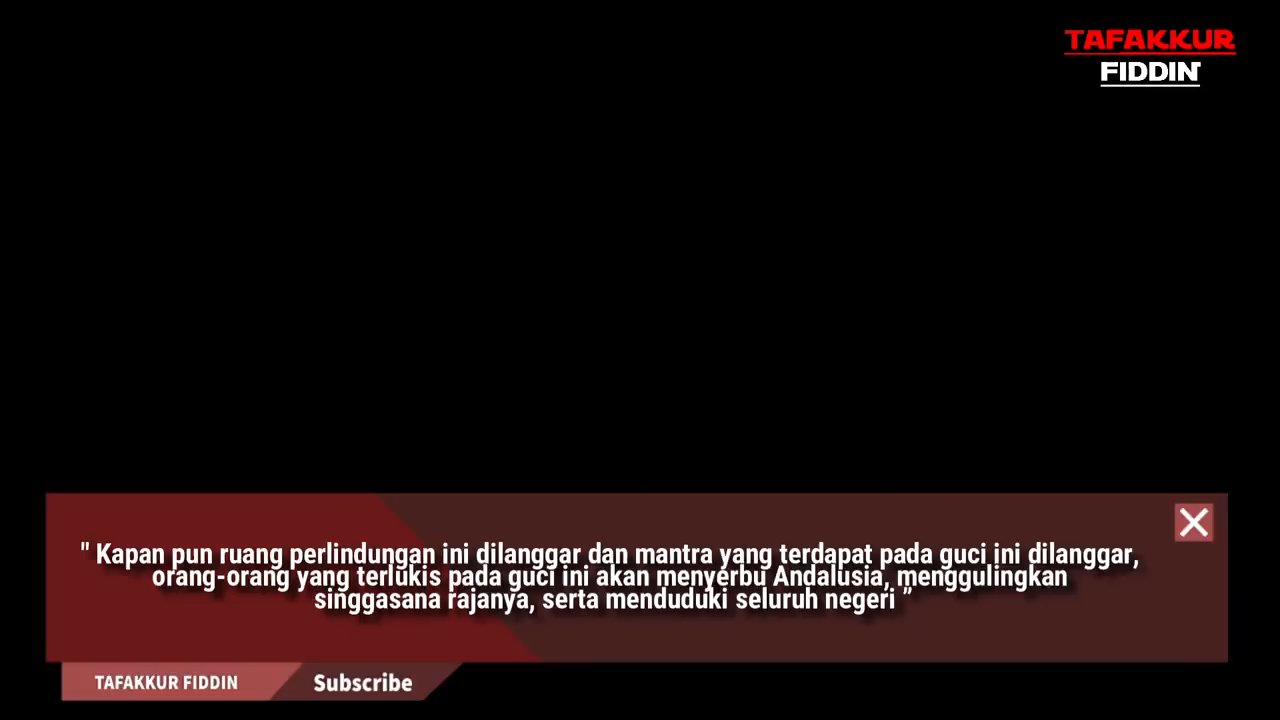 TAFAKKUR
FIDDIN
" Kapan pun ruang perlindungan ini dilanggar dan mantra yang terdapat pada guci ini dilanggar,
orang-orang yang terlukis pada guci ini akan menyerbu Andalusia, menggulingkan
singgasana rajanya, serta menduduki seluruh negeri ”
TAFAKKUR FIDDIN
Subscribe